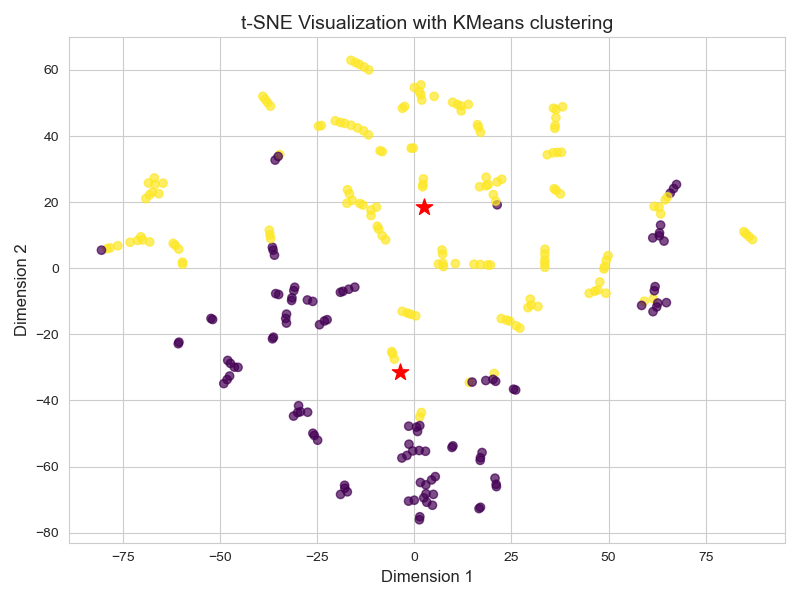 t-SNE Visualization with KMeans clustering
60
40
20
0
−20
−40
−60
−80
Dimension 2
−75 −50 −25 0 25 50 75
Dimension 1